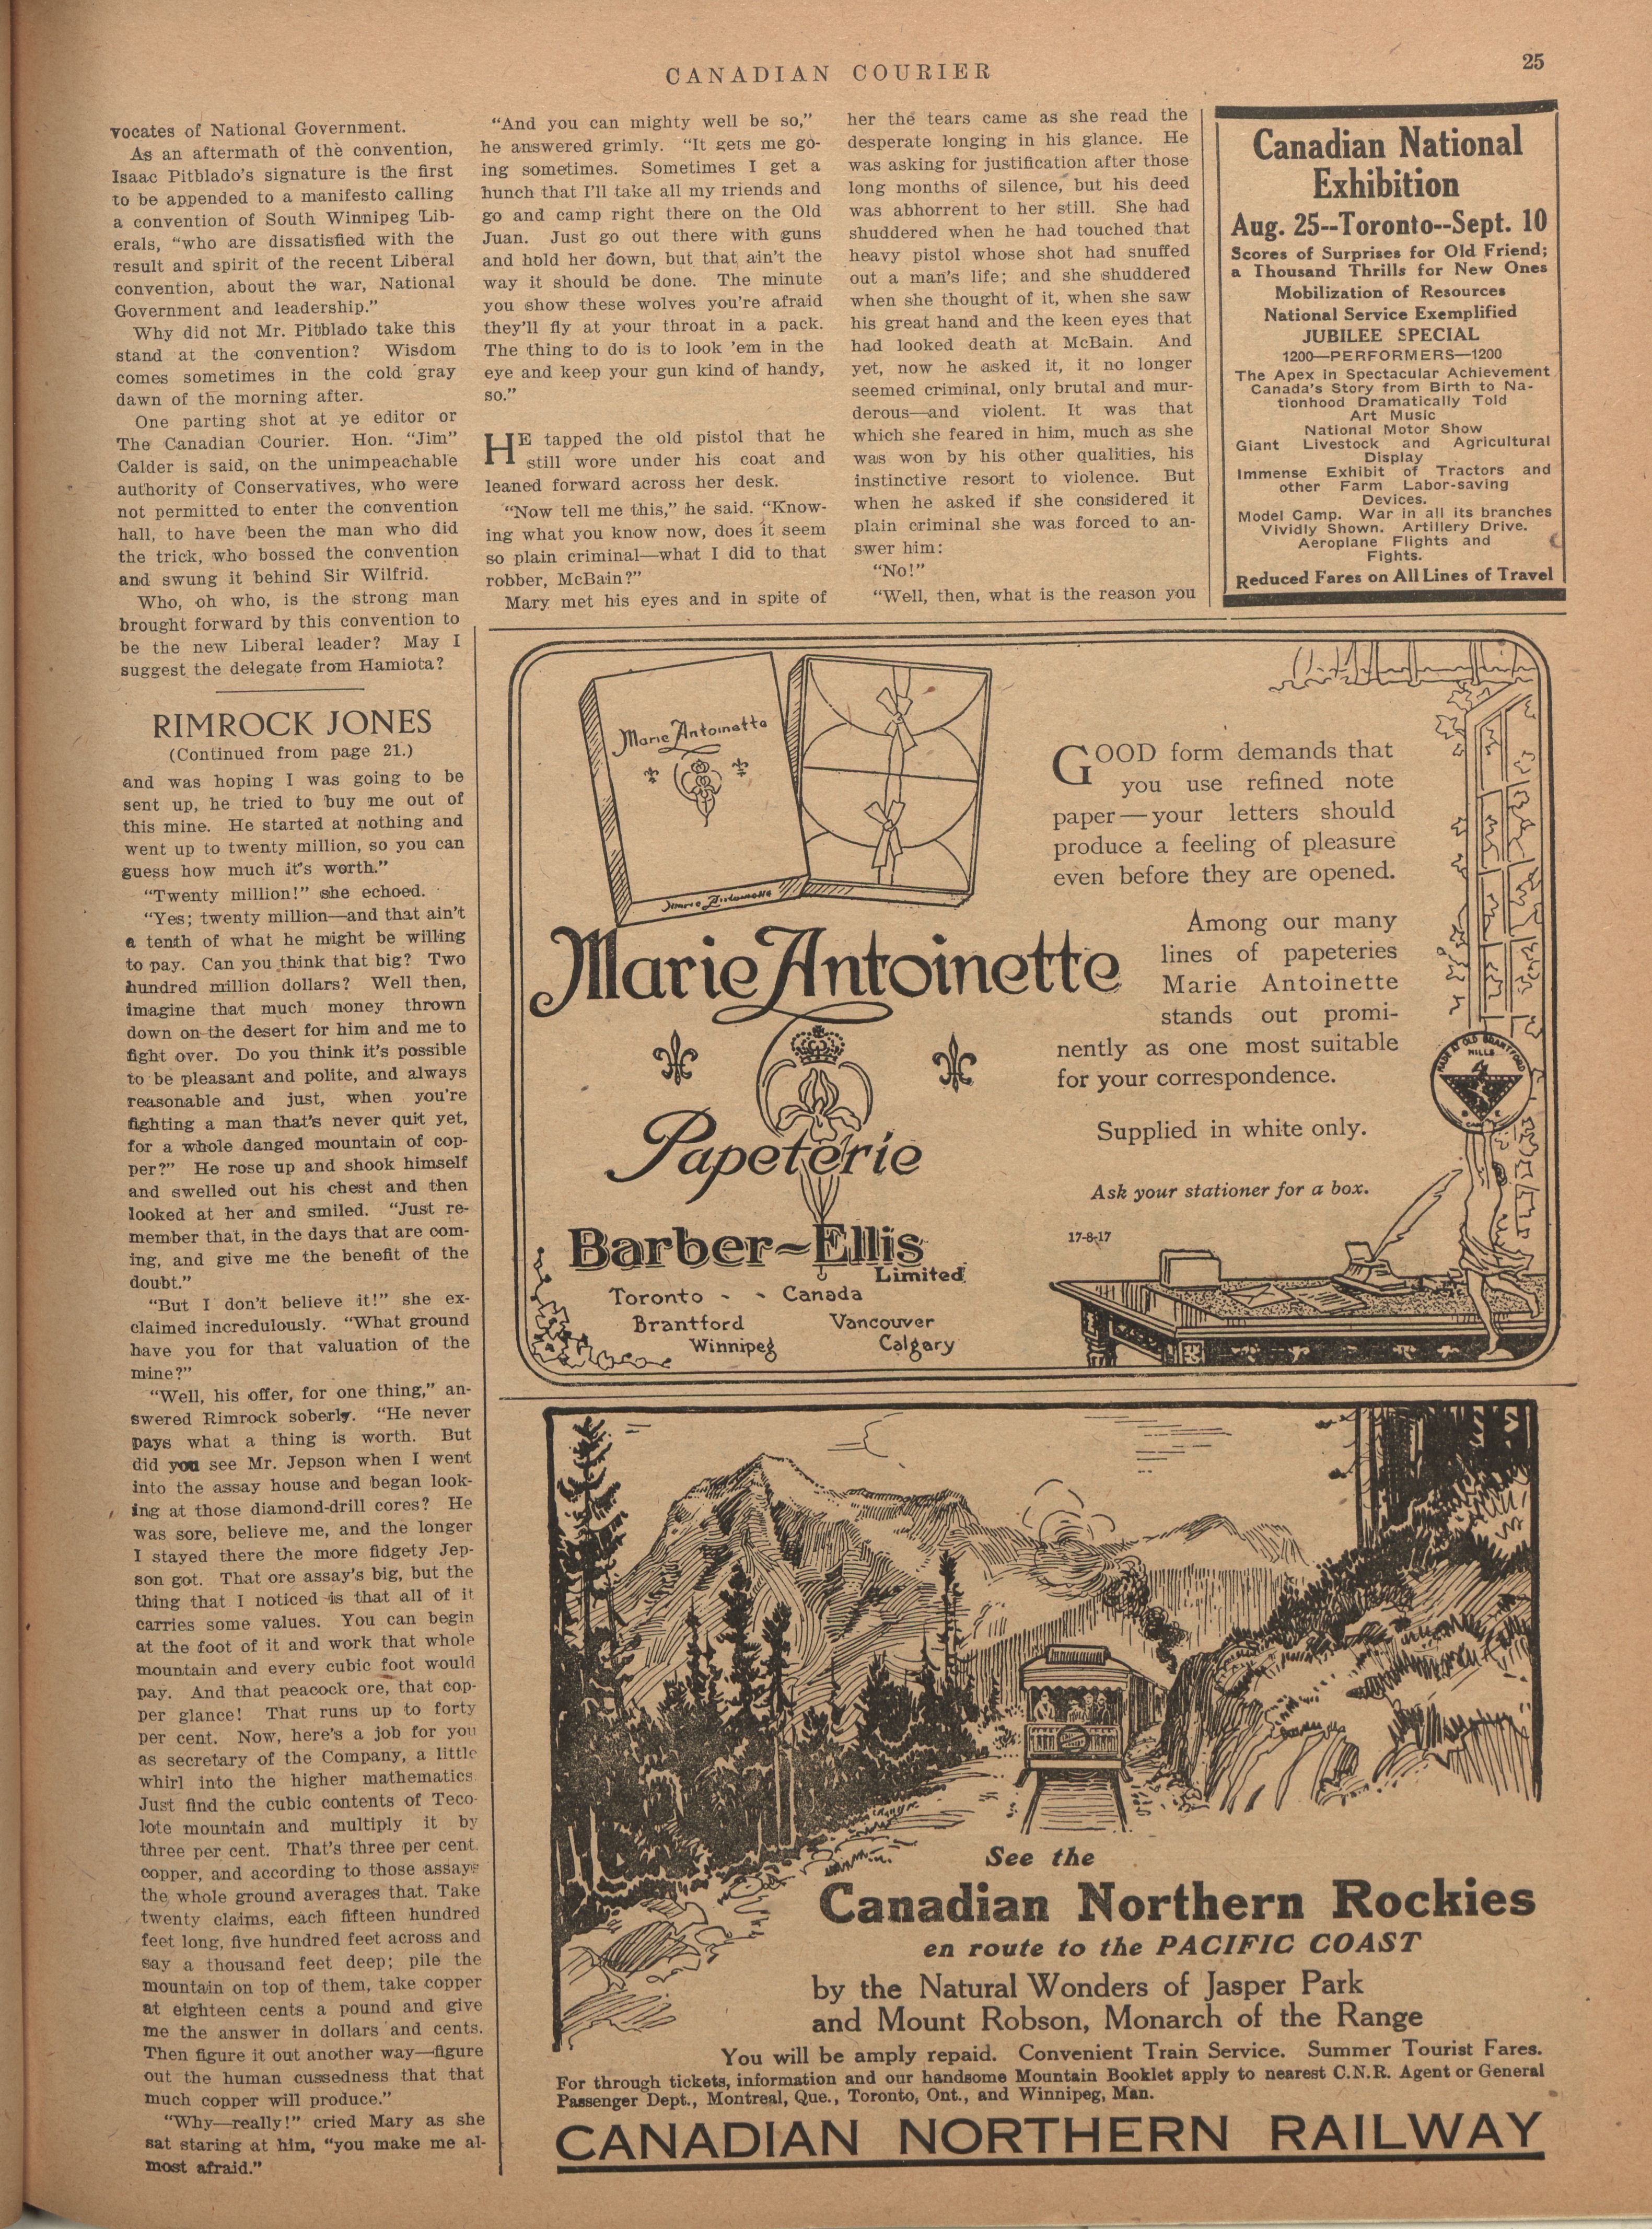 CANADIAN COURIER
25
vocates of National Government.
As an aftermath of the convention,
Isaac Pitblado's signature is the first
to be appended to a manifesto calling
a convention of South Winnipeg Lib-
erals, “who are dissatisfied with the
result and spirit of the recent Liberal
convention, about the war, National
Government and leadership.”
Why did not Mr. Pitblado take this
stand at the convention? Wisdom
comes sometimes in the cold gray
dawn of the morning after.
One parting shot at ye editor or
The Canadian Courier. Hon. “Jim”
Calder is said, on the unimpeachable
authority of Conservatives, who were
not permitted to enter the convention
hall, to have been the man who did
the trick, who bossed the convention
and swung it behind Sir Wilfrid.
Who, oh who, is the strong man
brought forward by this convention to
be the new Liberal leader? May I
suggest the delegate from Hamiota?
RIMROCK JONES
(Continued from page 21.)
and was hoping I was going to be
sent up, he tried to buy me out of
this mine. He started at nothing and
went up to twenty million, so you can
guess how much it's worth.”
“Twenty million!” she echoed.
“Yes; twenty million—and that ain't
a tenth of what he might be willing
to pay. Can you think that big? Two
hundred million dollars? Well then,
imagine that much money thrown
down on the desert for him and me to
fight over. Do you think it's possible
to be pleasant and polite, and always
reasonable and just, when you're
fighting a man that's never quit yet,
for a whole danged mountain of cop-
per?” He rose up and shook himself
and swelled out his chest and then
looked at her and smiled. “Just re-
member that, in the days that are com-
ing, and give me the benefit of the
doubt.”
“But I don't believe it!” she ex-
claimed incredulously. “What ground
have you for that valuation of the
mine?”
“Well, his offer, for one thing,” an-
swered Rimrock soberly. “He never
pays what a thing is worth. But
did you see Mr. Jepson when I went
into the assay house and began look-
ing at those diamond-drill cores? He
was sore, believe me, and the longer
I stayed there the more fidgety Jep-
son got. That ore assay's big, but the
thing that I noticed is that all of it
carries some values. You can begin
at the foot of it and work that whole
mountain and every cubic foot would
pay. And that peacock ore, that cop-
per glance! That runs up to forty
per cent. Now, here's a job for you
as secretary of the Company, a little
whirl into the higher mathematics.
Just find the cubic contents of Teco-
lote mountain and multiply it by
three per cent. That's three per cent.
copper, and according to those assays
the whole ground averages that. Take
twenty claims, each fifteen hundred
feet long, five hundred feet across and
say a thousand feet deep; pile the
mountain on top of them, take copper
at eighteen cents a pound and give
me the answer in dollars and cents.
Then figure it out another way—figure
out the human cussedness that that
much copper will produce.”
“Why—really!” cried Mary as she
sat staring at him, “you make me al-
most afraid.”
“And you can mighty well be so,”
he answered grimly. “It gets me go-
ing sometimes. Sometimes I get a
hunch that I'll take all my friends and
go and camp right there on the Old
Juan. Just go out there with guns
and hold her down, but that ain't the
way it should be done. The minute
you show these wolves you're afraid
they'll fly at your throat in a pack.
The thing to do is to look 'em in the
eye and keep your gun kind of handy,
so.”
HE tapped the old pistol that he
still wore under his coat and
leaned forward across her desk.
“Now tell me this,” he said. “Know-
ing what you know now, does it seem
so plain criminal—what I did to that
robber, McBain?”
Mary met his eyes and in spite of
her the tears came as she read the
desperate longing in his glance. He
was asking for justification after those
long months of silence, but his deed
was abhorrent to her still. She had
shuddered when he had touched that
heavy pistol whose shot had snuffed
out a man's life; and she shuddered
when she thought of it, when she saw
his great hand and the keen eyes that
had looked death at McBain. And
yet, now he asked it, it no longer
seemed criminal, only brutal and mur-
derous—and violent. It was that
which she feared in him, much as she
was won by his other qualities, his
instinctive resort to violence. But
when he asked if she considered it
plain criminal she was forced to an-
swer him:
“No!”
“Well, then, what is the reason you
Canadian National
Exhibition
Aug. 25--Toronto--Sept. 10
Scores of Surprises for Old Friend;
a Thousand Thrills for New Ones
Mobilization of Resources
National Service Exemplified
JUBILEE SPECIAL
1200—PERFORMERS—1200
The Apex in Spectacular Achievement
Canada's Story from Birth to Na-
tionhood Dramatically Told
Art Music
National Motor Show
Giant Livestock and Agricultural
Display
Immense Exhibit of Tractors and
other Farm Labor-saving
Devices.
Model Camp. War in all its branches
Vividly Shown. Artillery Drive.
Aeroplane Flights and
Fights.
Reduced Fares on All Lines of Travel
Marie Antoinette
Marie Antoinette
GOOD form demands that
you use refined note
paper—your letters should
produce a feeling of pleasure
even before they are opened.
Among our many
lines of papeteries
Marie Antoinette
stands out promi-
nently as one most suitable
for your correspondence.
Supplied in white only.
Ask your stationer for a box.
17-8-17
Marie Antoinette
Papeterie
Barber-Ellis
Limited
Toronto - - Canada
Brantford Vancouver
Winnipeg Calgary
MADE AT OLD BRANTFORD
MILLS
See the
Canadian Northern Rockies
en route to the PACIFIC COAST
by the Natural Wonders of Jasper Park
and Mount Robson, Monarch of the Range
You will be amply repaid. Convenient Train Service. Summer Tourist Fares.
For through tickets, information and our handsome Mountain Booklet apply to nearest C.N.R. Agent or General
Passenger Dept., Montreal, Que., Toronto, Ont., and Winnipeg, Man.
CANADIAN NORTHERN RAILWAY